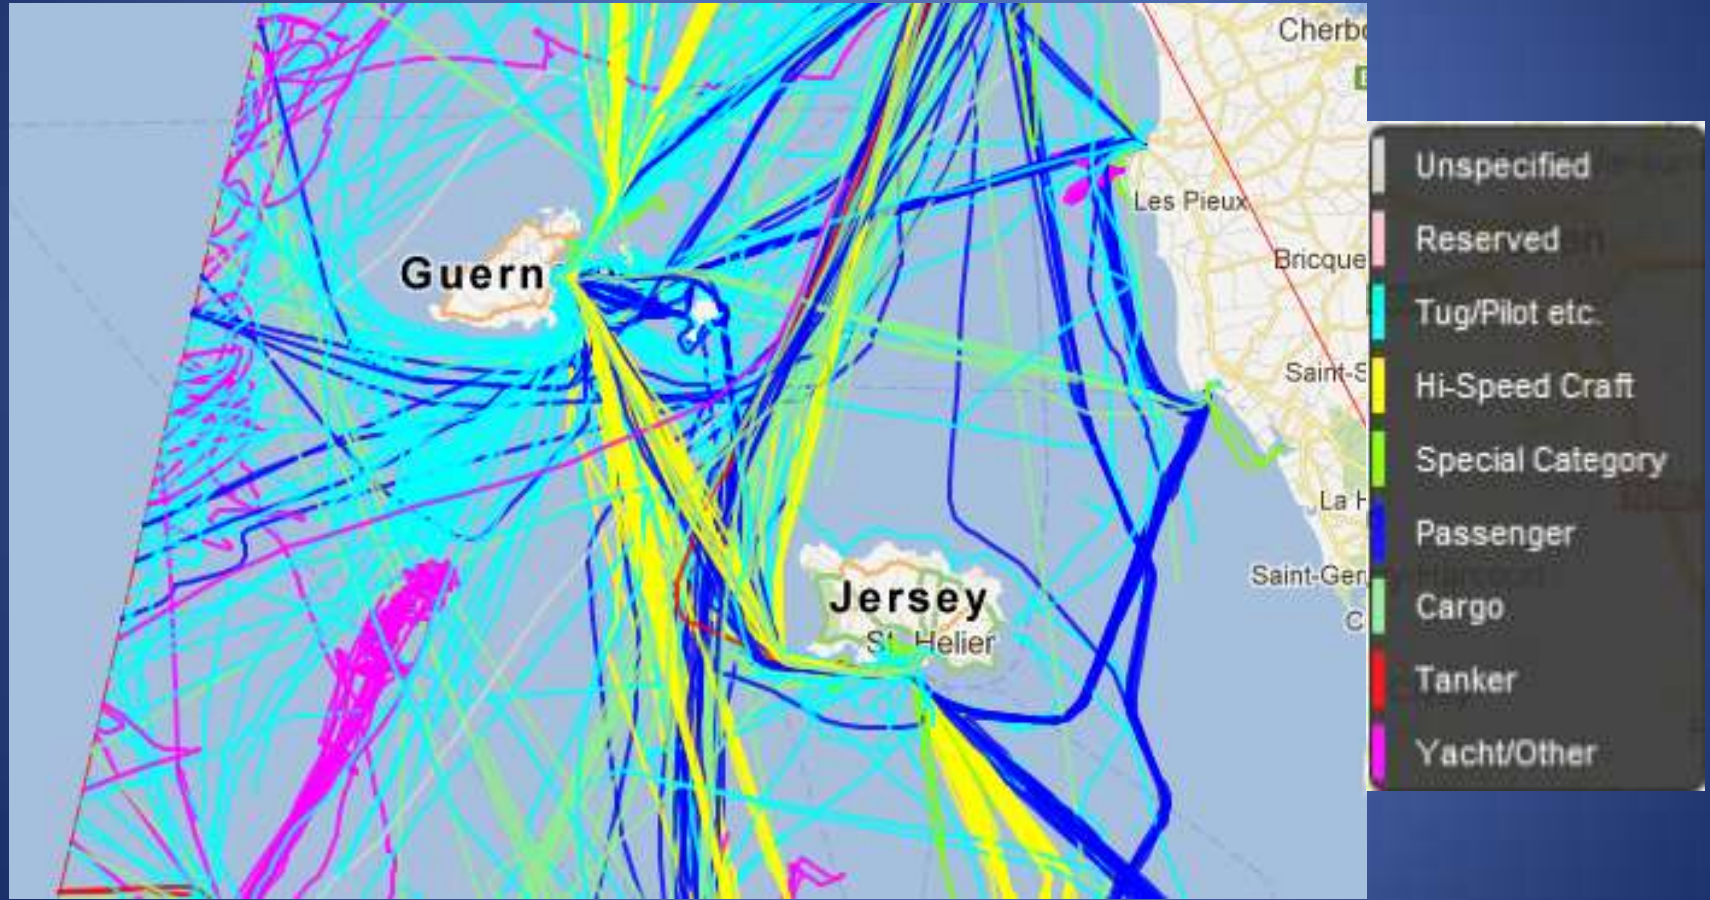 Cherbo
Les Pieux
Bricque
Guern
Saint-S
La H
Saint-Ger
Jersey
St. Helier
C
Unspecified
Reserved
Tug/Pilot etc.
Hi-Speed Craft
Special Category
Passenger
Cargo
Tanker
Yacht/Other